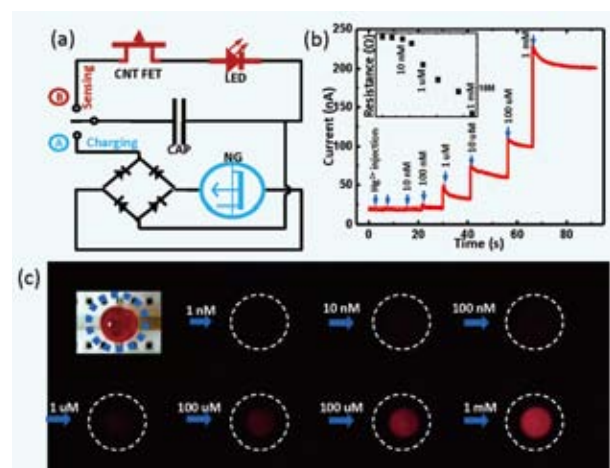 (a)
CNT FET
LED
B
Sensing
CAP
A
Charging
NG
(b)
250
200
150
100
50
0
Current (nA)
0
20
40
60
80
Time (s)
Resistance (Ω)
10 nM
1 uM
1 mM
Hg²⁺ injection
10 nM
100 nM
1 uM
10 uM
100 uM
1 mM
(c)
1 nM
10 nM
100 nM
1 uM
100 uM
100 uM
1 mM